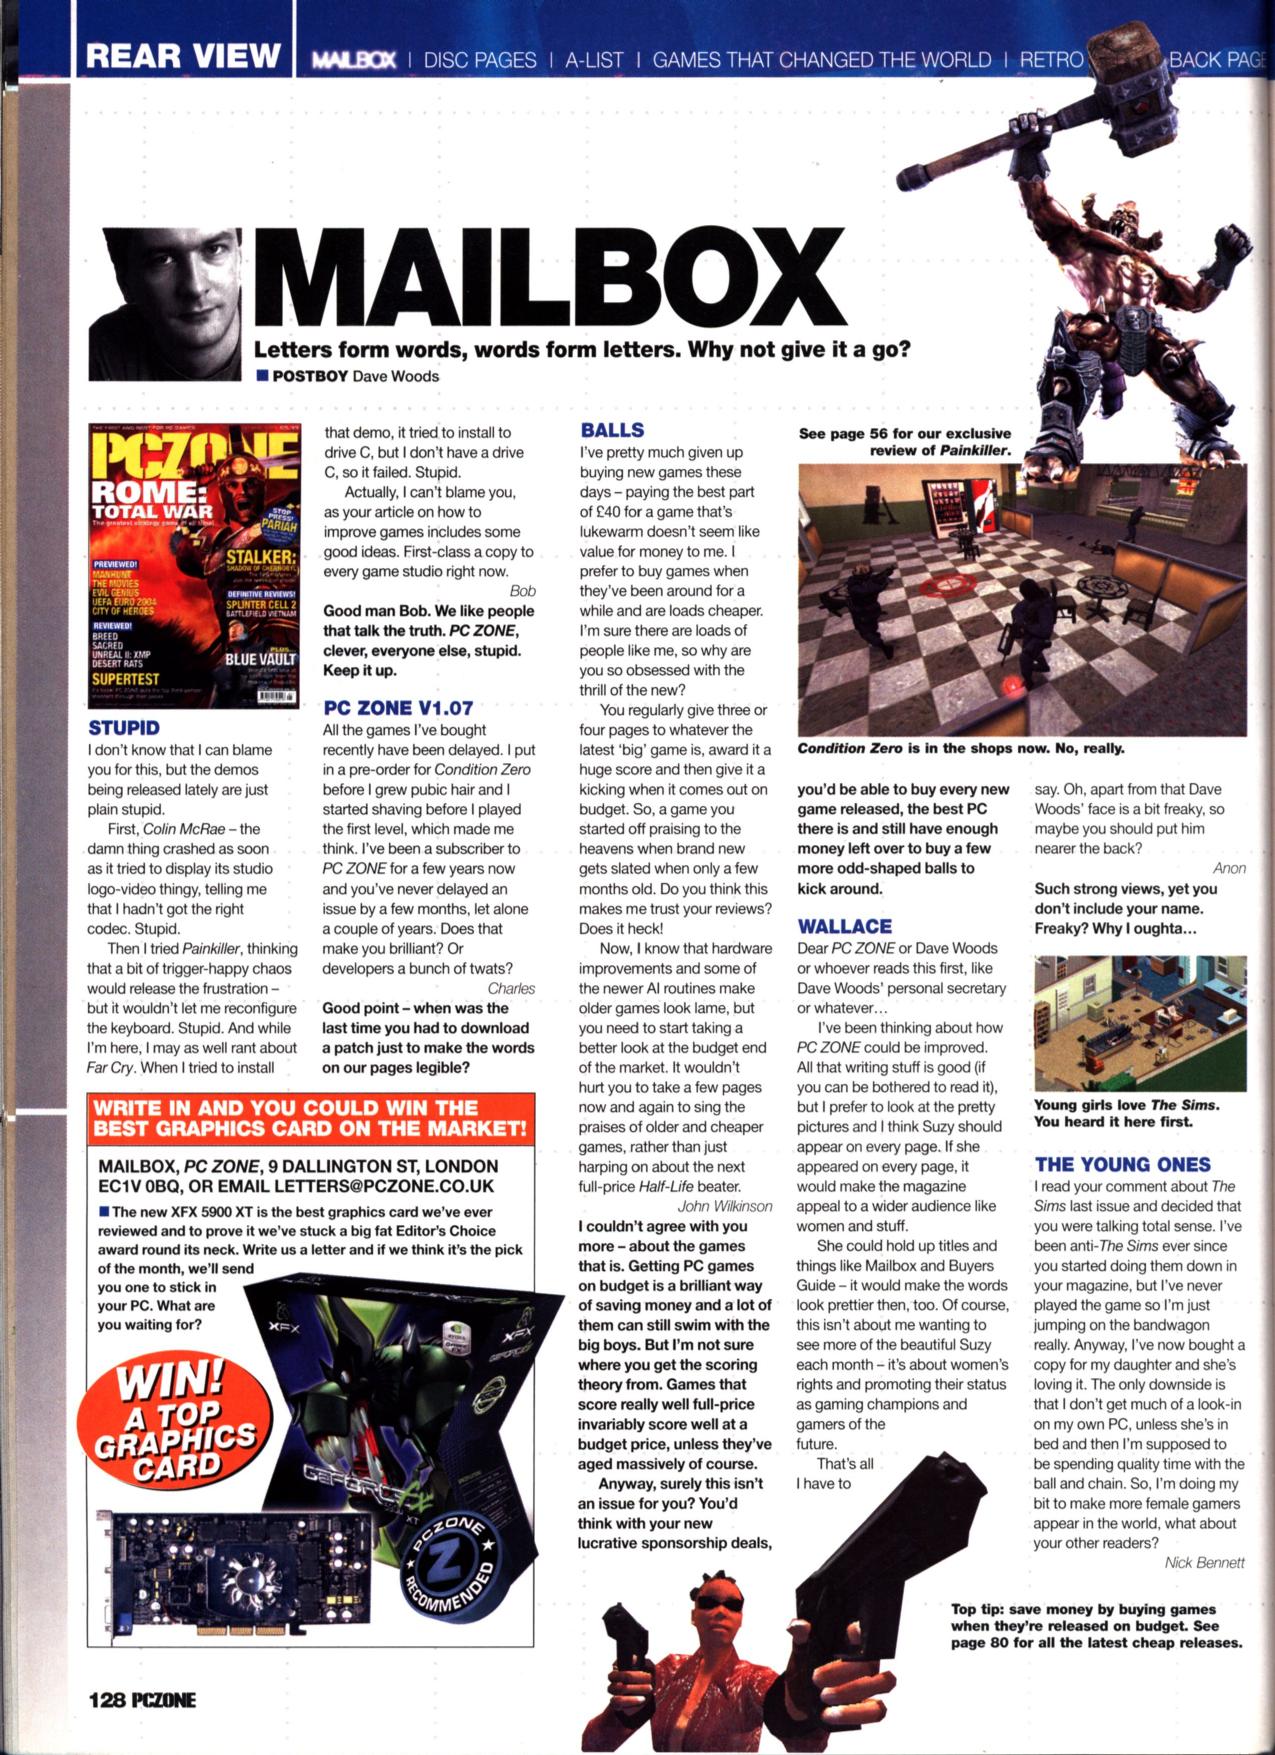 REAR VIEW
MAILBOX | DISC PAGES | A-LIST | GAMES THAT CHANGED THE WORLD | RETRO
BACK PAGE
MAILBOX
Letters form words, words form letters. Why not give it a go?
POSTBOY Dave Woods
PCZONE
ROME:
TOTAL WAR
STOP
PRESS!
PARIAH
STALKER:
SHADOW OF CHERNOBYL
PREVIEWED!
MANHUNT
THE MOVIES
EVIL GENIUS
UEFA EURO 2004
CITY OF HEROES
DEFINITIVE REVIEWS!
SPLINTER CELL 2
BATTLEFIELD VIETNAM
REVIEWED!
BREED
SACRED
UNREAL II: XMP
DESERT RATS
PLUS...
BLUE VAULT
SUPERTEST
STUPID
I don't know that I can blame
you for this, but the demos
being released lately are just
plain stupid.
First, Colin McRae – the
damn thing crashed as soon
as it tried to display its studio
logo-video thingy, telling me
that I hadn't got the right
codec. Stupid.
Then I tried Painkiller, thinking
that a bit of trigger-happy chaos
would release the frustration –
but it wouldn't let me reconfigure
the keyboard. Stupid. And while
I'm here, I may as well rant about
Far Cry. When I tried to install
that demo, it tried to install to
drive C, but I don't have a drive
C, so it failed. Stupid.
Actually, I can't blame you,
as your article on how to
improve games includes some
good ideas. First-class a copy to
every game studio right now.
Bob
Good man Bob. We like people
that talk the truth. PC ZONE,
clever, everyone else, stupid.
Keep it up.
PC ZONE V1.07
All the games I've bought
recently have been delayed. I put
in a pre-order for Condition Zero
before I grew pubic hair and I
started shaving before I played
the first level, which made me
think. I've been a subscriber to
PC ZONE for a few years now
and you've never delayed an
issue by a few months, let alone
a couple of years. Does that
make you brilliant? Or
developers a bunch of twats?
Charles
Good point – when was the
last time you had to download
a patch just to make the words
on our pages legible?
WRITE IN AND YOU COULD WIN THE
BEST GRAPHICS CARD ON THE MARKET!
MAILBOX, PC ZONE, 9 DALLINGTON ST, LONDON
EC1V 0BQ, OR EMAIL LETTERS@PCZONE.CO.UK
The new XFX 5900 XT is the best graphics card we've ever
reviewed and to prove it we've stuck a big fat Editor's Choice
award round its neck. Write us a letter and if we think it's the pick
of the month, we'll send
you one to stick in
your PC. What are
you waiting for?
WIN!
A TOP
GRAPHICS
CARD
XFX
XFX
GEFORCE FX
XT
PCZONE
Z
RECOMMENDED
BALLS
I've pretty much given up
buying new games these
days – paying the best part
of £40 for a game that's
lukewarm doesn't seem like
value for money to me. I
prefer to buy games when
they've been around for a
while and are loads cheaper.
I'm sure there are loads of
people like me, so why are
you so obsessed with the
thrill of the new?
You regularly give three or
four pages to whatever the
latest 'big' game is, award it a
huge score and then give it a
kicking when it comes out on
budget. So, a game you
started off praising to the
heavens when brand new
gets slated when only a few
months old. Do you think this
makes me trust your reviews?
Does it heck!
Now, I know that hardware
improvements and some of
the newer AI routines make
older games look lame, but
you need to start taking a
better look at the budget end
of the market. It wouldn't
hurt you to take a few pages
now and again to sing the
praises of older and cheaper
games, rather than just
harping on about the next
full-price Half-Life beater.
John Wilkinson
I couldn't agree with you
more – about the games
that is. Getting PC games
on budget is a brilliant way
of saving money and a lot of
them can still swim with the
big boys. But I'm not sure
where you get the scoring
theory from. Games that
score really well full-price
invariably score well at a
budget price, unless they've
aged massively of course.
Anyway, surely this isn't
an issue for you? You'd
think with your new
lucrative sponsorship deals,
See page 56 for our exclusive
review of Painkiller.
Condition Zero is in the shops now. No, really.
you'd be able to buy every new
game released, the best PC
there is and still have enough
money left over to buy a few
more odd-shaped balls to
kick around.
WALLACE
Dear PC ZONE or Dave Woods
or whoever reads this first, like
Dave Woods' personal secretary
or whatever...
I've been thinking about how
PC ZONE could be improved.
All that writing stuff is good (if
you can be bothered to read it),
but I prefer to look at the pretty
pictures and I think Suzy should
appear on every page. If she
appeared on every page, it
would make the magazine
appeal to a wider audience like
women and stuff.
She could hold up titles and
things like Mailbox and Buyers
Guide – it would make the words
look prettier then, too. Of course,
this isn't about me wanting to
see more of the beautiful Suzy
each month – it's about women's
rights and promoting their status
as gaming champions and
gamers of the
future.
That's all
I have to
say. Oh, apart from that Dave
Woods' face is a bit freaky, so
maybe you should put him
nearer the back?
Anon
Such strong views, yet you
don't include your name.
Freaky? Why I oughta...
Young girls love The Sims.
You heard it here first.
THE YOUNG ONES
I read your comment about The
Sims last issue and decided that
you were talking total sense. I've
been anti-The Sims ever since
you started doing them down in
your magazine, but I've never
played the game so I'm just
jumping on the bandwagon
really. Anyway, I've now bought a
copy for my daughter and she's
loving it. The only downside is
that I don't get much of a look-in
on my own PC, unless she's in
bed and then I'm supposed to
be spending quality time with the
ball and chain. So, I'm doing my
bit to make more female gamers
appear in the world, what about
your other readers?
Nick Bennett
Top tip: save money by buying games
when they're released on budget. See
page 80 for all the latest cheap releases.
128 PCZONE